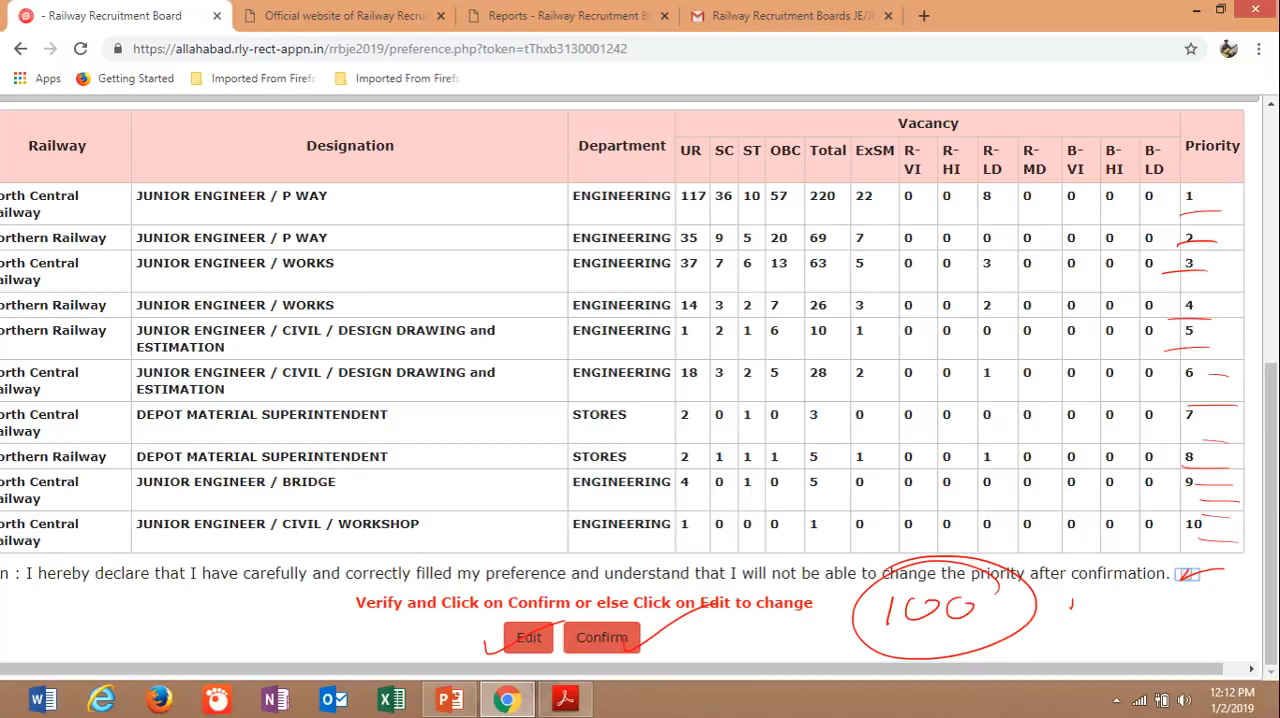 - Railway Recruitment Board
Official website of Railway Recru
Reports - Railway Recruitment B
Railway Recruitment Boards JE/J
https://allahabad.rly-rect-appn.in/rrbje2019/preference.php?token=tThxb3130001242
Apps Getting Started Imported From Firef Imported From Firef
Vacancy
Railway Designation Department UR SC ST OBC Total ExSM R-VI R-HI R-LD R-MD B-VI B-HI B-LD Priority
orth Central
ailway JUNIOR ENGINEER / P WAY ENGINEERING 117 36 10 57 220 22 0 0 8 0 0 0 0 1
orthern Railway JUNIOR ENGINEER / P WAY ENGINEERING 35 9 5 20 69 7 0 0 0 0 0 0 0 2
orth Central
ailway JUNIOR ENGINEER / WORKS ENGINEERING 37 7 6 13 63 5 0 0 3 0 0 0 0 3
orthern Railway JUNIOR ENGINEER / WORKS ENGINEERING 14 3 2 7 26 3 0 0 2 0 0 0 0 4
orthern Railway JUNIOR ENGINEER / CIVIL / DESIGN DRAWING and
ESTIMATION ENGINEERING 1 2 1 6 10 1 0 0 0 0 0 0 0 5
orth Central
ailway JUNIOR ENGINEER / CIVIL / DESIGN DRAWING and
ESTIMATION ENGINEERING 18 3 2 5 28 2 0 0 1 0 0 0 0 6
orth Central
ailway DEPOT MATERIAL SUPERINTENDENT STORES 2 0 1 0 3 0 0 0 0 0 0 0 0 7
orthern Railway DEPOT MATERIAL SUPERINTENDENT STORES 2 1 1 1 5 1 0 0 1 0 0 0 0 8
orth Central
ailway JUNIOR ENGINEER / BRIDGE ENGINEERING 4 0 1 0 5 0 0 0 0 0 0 0 0 9
orth Central
ailway JUNIOR ENGINEER / CIVIL / WORKSHOP ENGINEERING 1 0 0 0 1 0 0 0 0 0 0 0 0 10
n : I hereby declare that I have carefully and correctly filled my preference and understand that I will not be able to change the priority after confirmation.
Verify and Click on Confirm or else Click on Edit to change
100
Edit Confirm
12:12 PM
1/2/2019